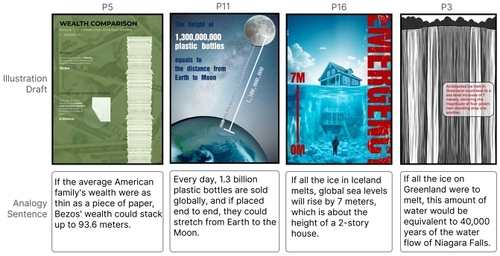 P5
P11
P16
P3
Illustration
Draft
WEALTH COMPARISON
The height of
1,300,000,000
plastic bottles
equals to
the distance from
Earth to Moon
1,300,000,000
EMERGENCY
7M
0M
Analogy
Sentence
If the average American
family's wealth were as
thin as a piece of paper,
Bezos' wealth could stack
up to 93.6 meters.
Every day, 1.3 billion
plastic bottles are sold
globally, and if placed
end to end, they could
stretch from Earth to the
Moon.
If all the ice in Iceland
melts, global sea levels
will rise by 7 meters,
which is about the
height of a 2-story
house.
If all the ice on
Greenland were to
melt, this amount of
water would be
equivalent to 40,000
years of the water
flow of Niagara Falls.